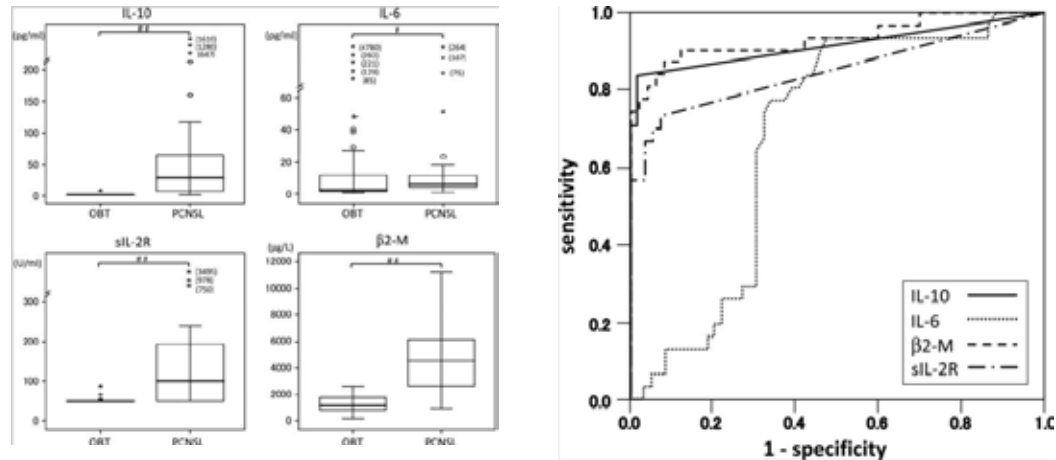 IL-10
(pg/ml)
##
(1610)
(1280)
(647)
200
150
100
50
0
OBT
PCNSL
IL-6
(pg/ml)
#
(4780)
(221)
(85)
(264)
(75)
60
40
20
0
OBT
PCNSL
sIL-2R
(U/ml)
##
(3495)
(978)
(750)
300
200
100
0
OBT
PCNSL
β2-M
(μg/L)
##
12000
10000
8000
6000
4000
2000
0
OBT
PCNSL
sensitivity
1.0
0.8
0.6
0.4
0.2
0.0
IL-10
IL-6
β2-M
sIL-2R
0.0
0.2
0.4
0.6
0.8
1.0
1 - specificity